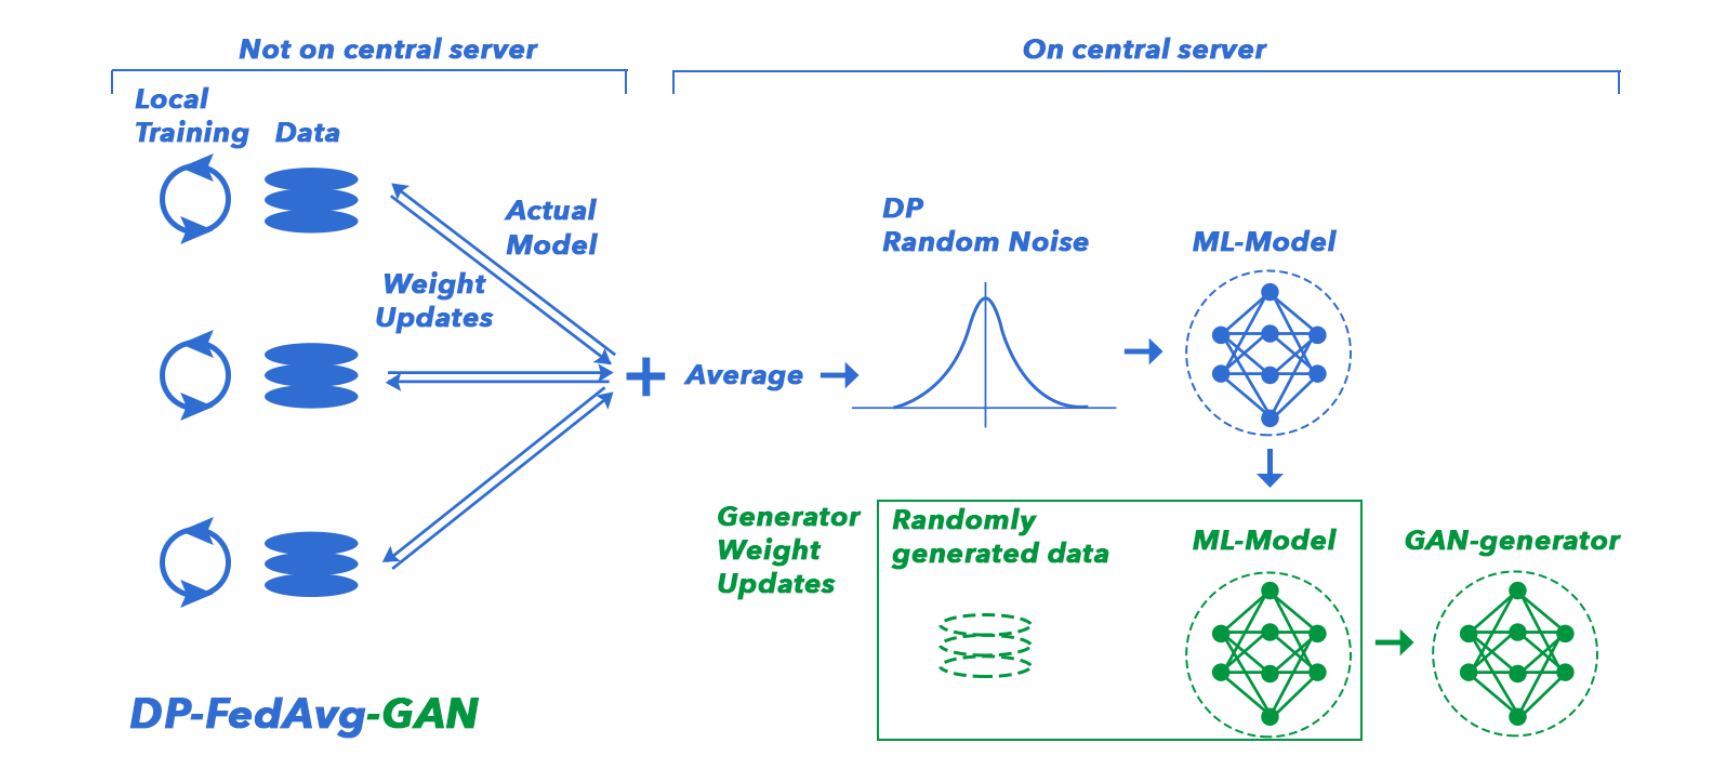 Not on central server
On central server
Local
Training
Data
Actual
Model
Weight
Updates
DP
Random Noise
ML-Model
+ Average
Generator
Weight
Updates
Randomly
generated data
ML-Model
GAN-generator
DP-FedAvg-GAN